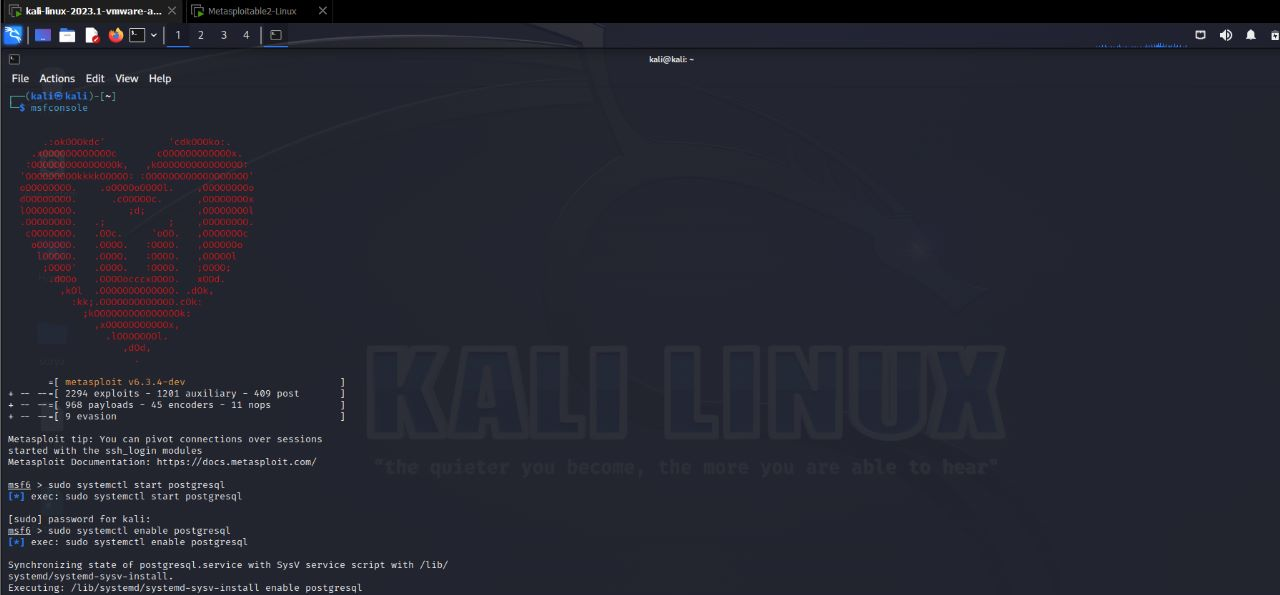 kali-linux-2023.1-vmware-a...
Metasploitable2-Linux
1 2 3 4
kali@kali: ~
File Actions Edit View Help
┌──(kali㉿kali)-[~]
└─$ msfconsole
=[ metasploit v6.3.4-dev ]
+ -- --=[ 2294 exploits - 1201 auxiliary - 409 post ]
+ -- --=[ 968 payloads - 45 encoders - 11 nops ]
+ -- --=[ 9 evasion ]
Metasploit tip: You can pivot connections over sessions
started with the ssh_login modules
Metasploit Documentation: https://docs.metasploit.com/
msf6 > sudo systemctl start postgresql
[*] exec: sudo systemctl start postgresql
[sudo] password for kali:
msf6 > sudo systemctl enable postgresql
[*] exec: sudo systemctl enable postgresql
Synchronizing state of postgresql.service with SysV service script with /lib/
systemd/systemd-sysv-install.
Executing: /lib/systemd/systemd-sysv-install enable postgresql
KALI LINUX
"the quieter you become, the more you are able to hear"